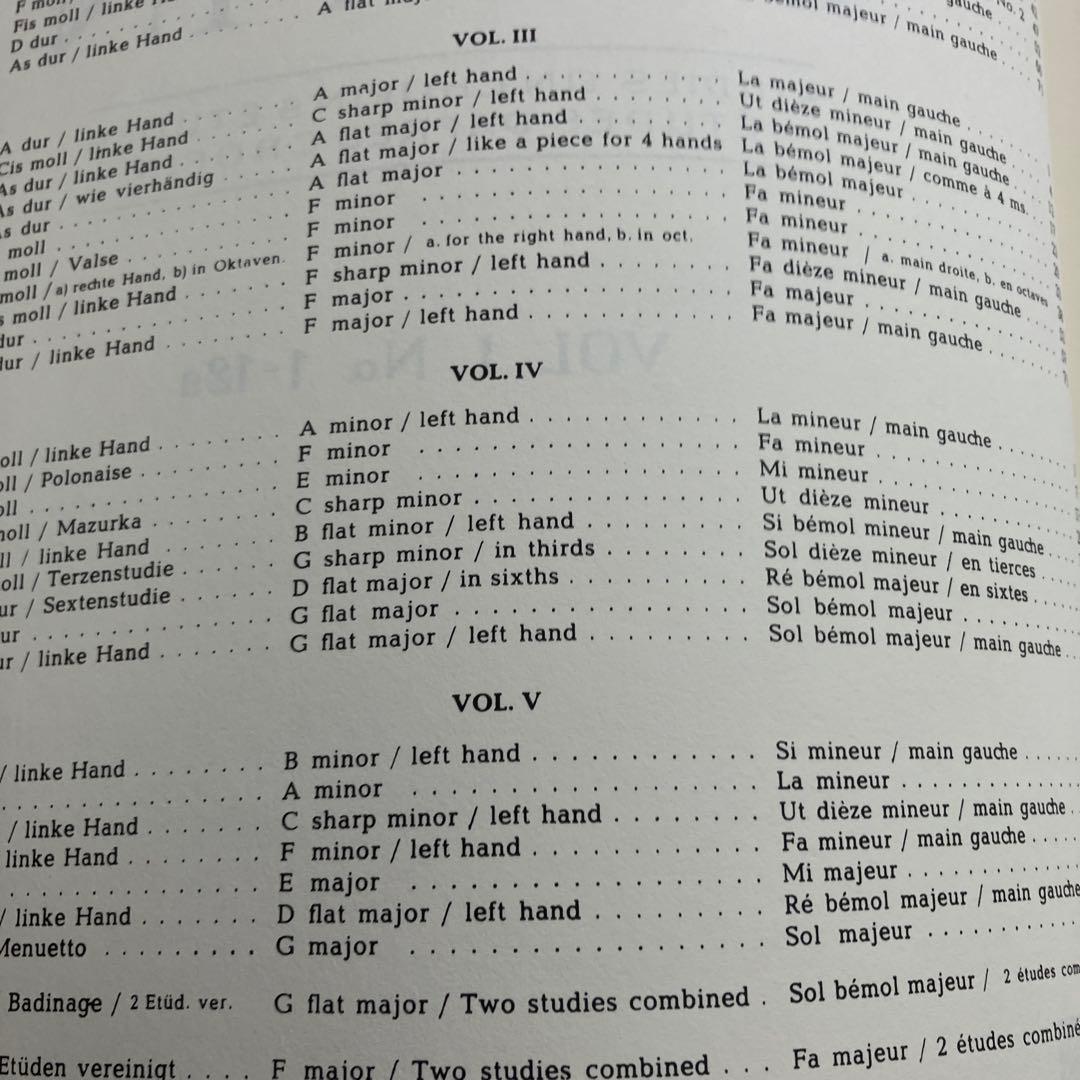 Fis moll / linke
D dur
As dur / linke Hand
A flat
majeur / main gauche
VOL. III
A dur / linke Hand . . . A major / left hand . . . La majeur / main gauche
Cis moll / linke Hand . . . C sharp minor / left hand . . . Ut dièze mineur / main gauche
As dur / linke Hand . . . A flat major / left hand . . . La bémol majeur / main gauche
As dur / wie vierhändig . . . A flat major / like a piece for 4 hands La bémol majeur / comme à 4 ms.
dur . . . A flat major . . . La bémol majeur
moll . . . F minor . . . Fa mineur
moll / Valse . . . F minor . . . Fa mineur
moll / a) rechte Hand, b) in Oktaven. F minor / a. for the right hand, b. in oct. Fa mineur / a. main droite, b. en octaves
moll / linke Hand . . . F sharp minor / left hand . . . Fa dièze mineur / main gauche
dur . . . F major . . . Fa majeur
dur / linke Hand . . . F major / left hand . . . Fa majeur / main gauche
VOL. IV
oll / linke Hand . . . A minor / left hand . . . La mineur / main gauche
ll / Polonaise . . . F minor . . . Fa mineur
oll . . . E minor . . . Mi mineur
moll / Mazurka . . . C sharp minor . . . Ut dièze mineur
ll / linke Hand . . . B flat minor / left hand . . . Si bémol mineur / main gauche
oll / Terzenstudie . . . G sharp minor / in thirds . . . Sol dièze mineur / en tierces
ur / Sextenstudie . . . D flat major / in sixths . . . Ré bémol majeur / en sixtes
ur . . . G flat major . . . Sol bémol majeur
ur / linke Hand . . . G flat major / left hand . . . Sol bémol majeur / main gauche
VOL. V
/ linke Hand . . . B minor / left hand . . . Si mineur / main gauche
A minor . . . La mineur
/ linke Hand . . . C sharp minor / left hand . . . Ut dièze mineur / main gauche
linke Hand . . . F minor / left hand . . . Fa mineur / main gauche
E major . . . Mi majeur
/ linke Hand . . . D flat major / left hand . . . Ré bémol majeur / main gauche
Menuetto . . . G major . . . Sol majeur
Badinage / 2 Etüd. ver. G flat major / Two studies combined . Sol bémol majeur / 2 études com
Etüden vereinigt . . . . F major / Two studies combined . . . Fa majeur / 2 études combiné